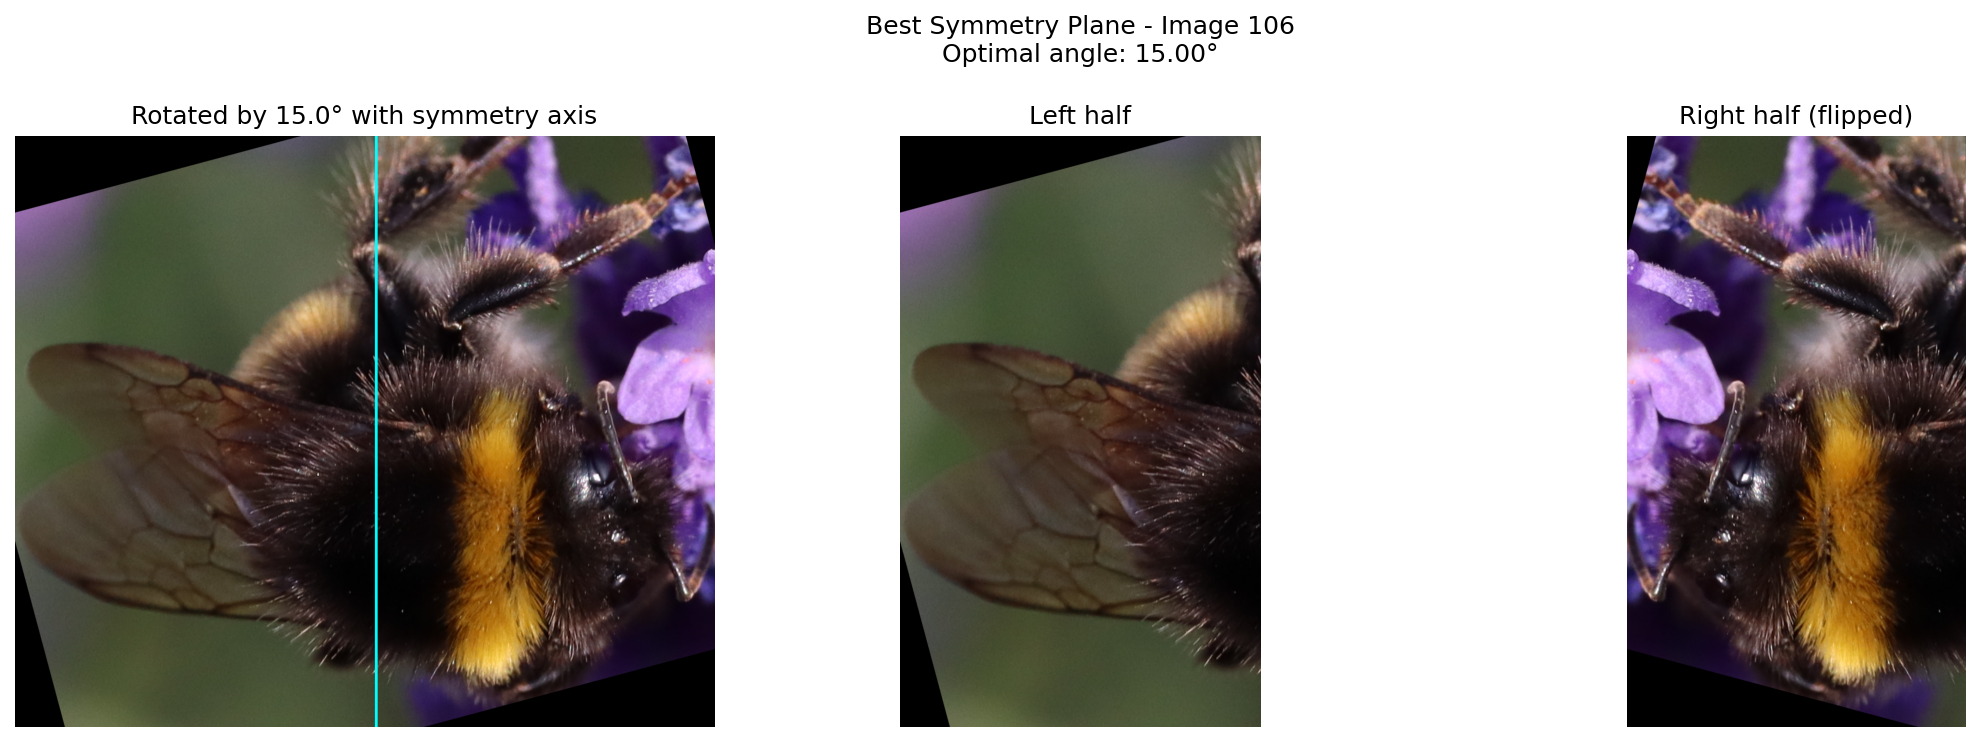 Best Symmetry Plane - Image 106
Optimal angle: 15.00°
Rotated by 15.0° with symmetry axis
Left half
Right half (flipped)